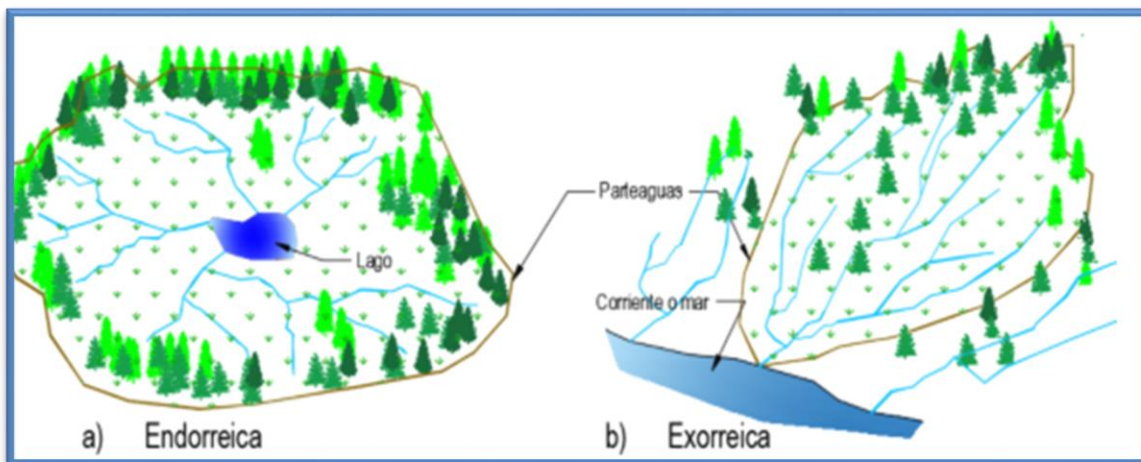 Parteaguas
Lago
Corriente o mar
a) Endorreica
b) Exorreica